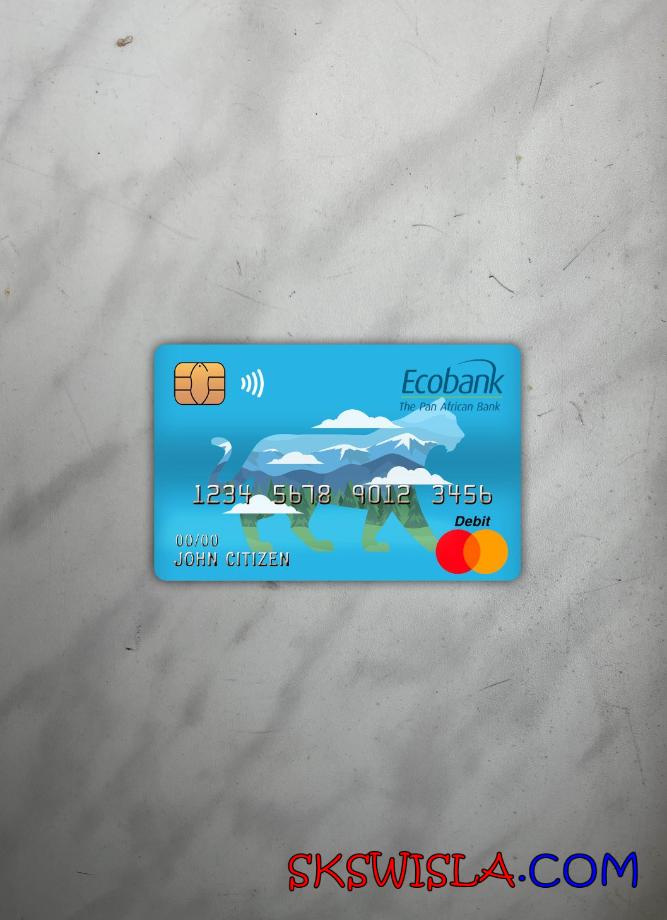 Ecobank
The Pan African Bank
1234 5678 9012 3456
Debit
00/00
JOHN CITIZEN
SKSWISLA.COM